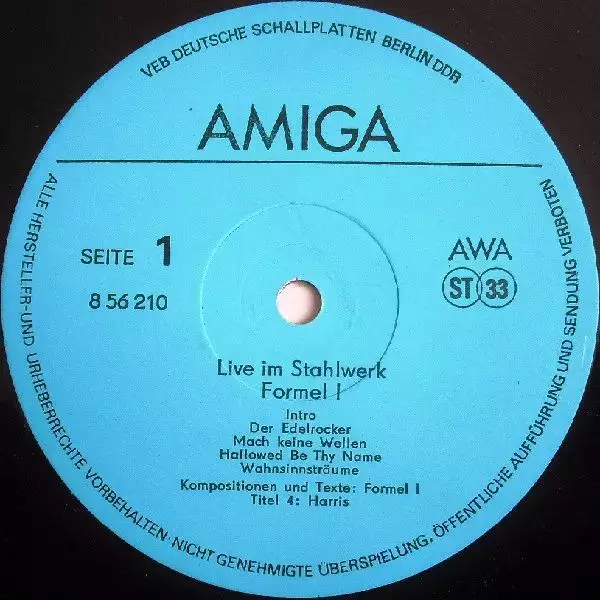 VEB DEUTSCHE SCHALLPLATTEN BERLIN DDR
AMIGA
SEITE 1
8 56 210
AWA
ST 33
Live im Stahlwerk
Formel I
Intro
Der Edelrocker
Mach keine Wellen
Hallowed Be Thy Name
Wahnsinnsträume
Kompositionen und Texte: Formel I
Titel 4: Harris
ALLE HERSTELLER-UND URHEBERRECHTE VORBEHALTEN·NICHT GENEHMIGTE ÜBERSPIELUNG, ÖFFENTLICHE AUFFÜHRUNG UND SENDUNG VERBOTEN